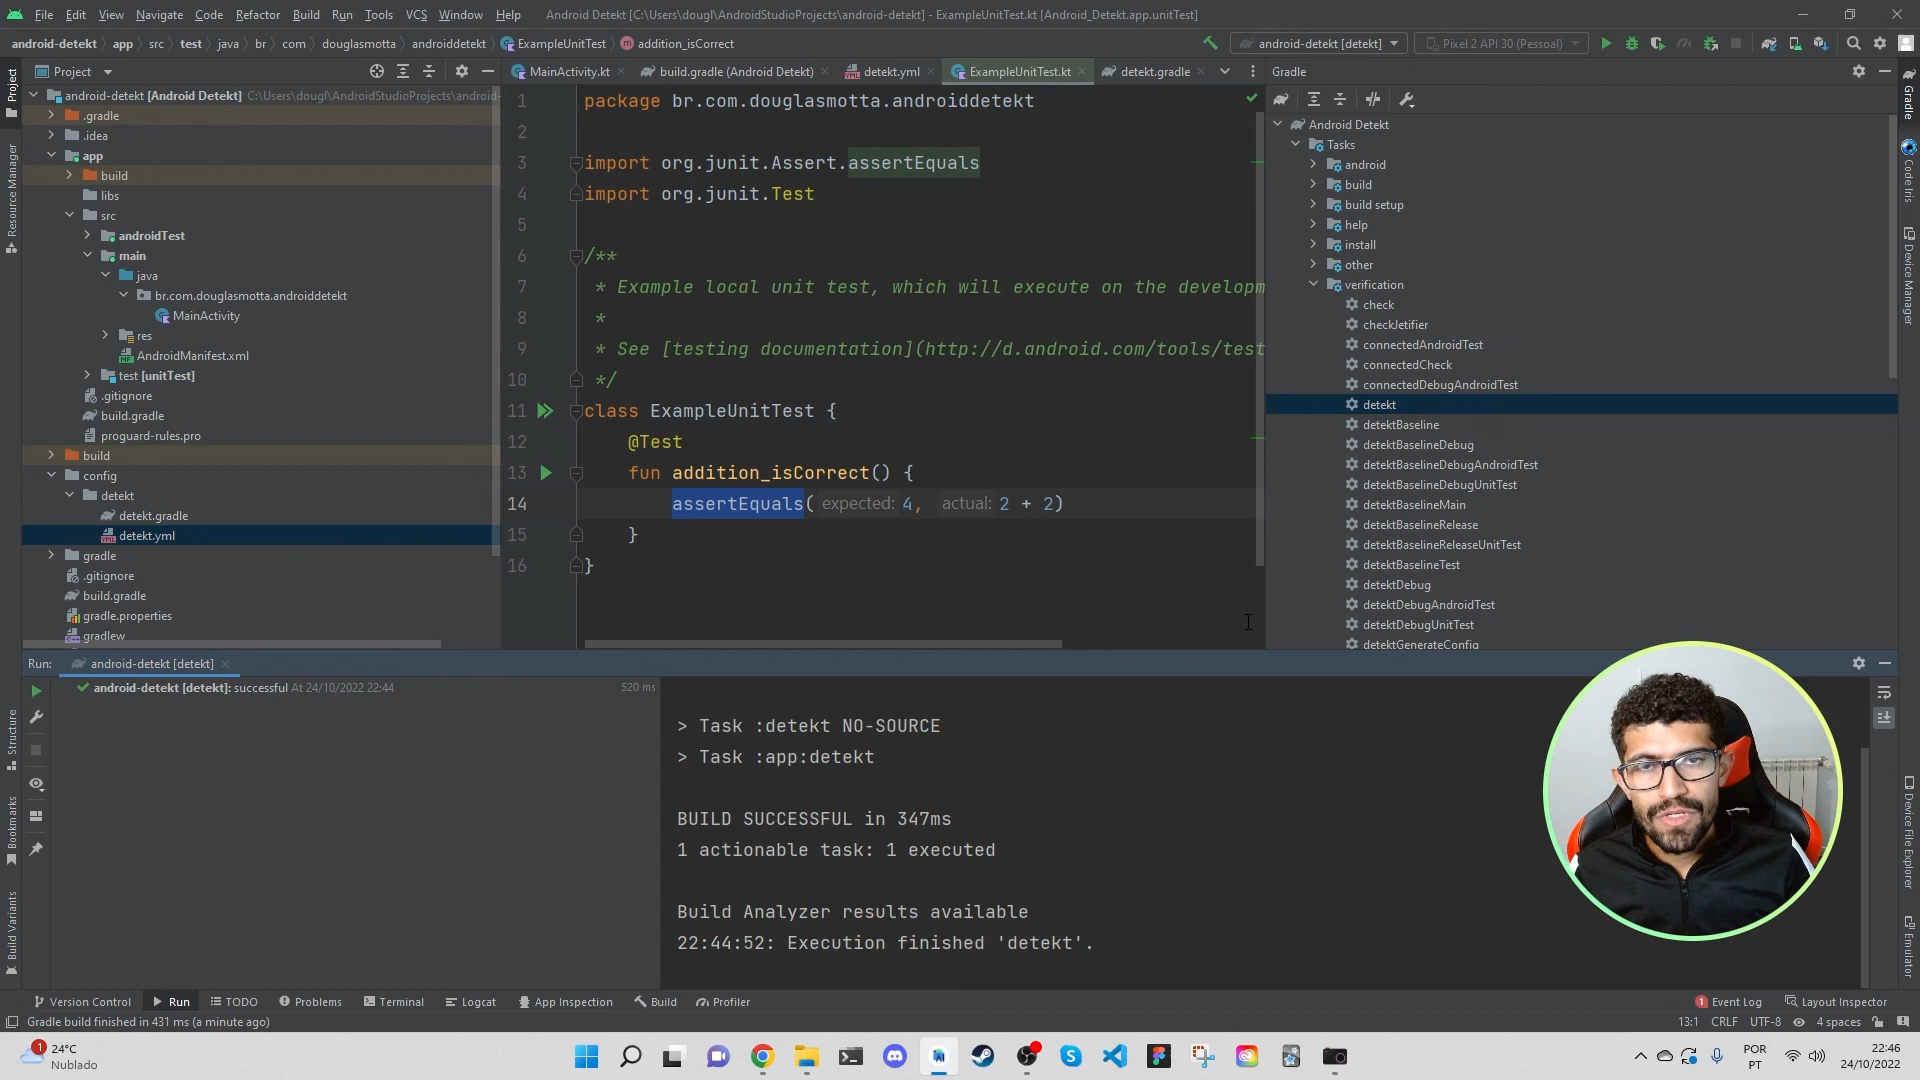 File Edit View Navigate Code Refactor Build Run Tools VCS Window Help Android Detekt [C:\Users\dougl\AndroidStudioProjects\android-detekt] - ExampleUnitTest.kt [Android_Detekt.app.unitTest]
android-detekt app src test java br com douglasmotta androiddetekt ExampleUnitTest addition_isCorrect android-detekt [detekt] Pixel 2 API 30 (Pessoal)
Project MainActivity.kt build.gradle (Android Detekt) detekt.yml ExampleUnitTest.kt detekt.gradle Gradle
Project
Resource Manager
Structure
Bookmarks
Build Variants
android-detekt [Android Detekt] C:\Users\dougl\AndroidStudioProjects\android-
.gradle
.idea
app
build
libs
src
androidTest
main
java
br.com.douglasmotta.androiddetekt
MainActivity
res
AndroidManifest.xml
test [unitTest]
.gitignore
build.gradle
proguard-rules.pro
build
config
detekt
detekt.gradle
detekt.yml
gradle
.gitignore
build.gradle
gradle.properties
gradlew
1 package br.com.douglasmotta.androiddetekt
2
3 import org.junit.Assert.assertEquals
4 import org.junit.Test
5
6 /**
7 * Example local unit test, which will execute on the developm
8 *
9 * See [testing documentation](http://d.android.com/tools/test
10 */
11 class ExampleUnitTest {
12 @Test
13 fun addition_isCorrect() {
14 assertEquals( expected: 4, actual: 2 + 2)
15 }
16 }
Android Detekt
Tasks
android
build
build setup
help
install
other
verification
check
checkJetifier
connectedAndroidTest
connectedCheck
connectedDebugAndroidTest
detekt
detektBaseline
detektBaselineDebug
detektBaselineDebugAndroidTest
detektBaselineDebugUnitTest
detektBaselineMain
detektBaselineRelease
detektBaselineReleaseUnitTest
detektBaselineTest
detektDebug
detektDebugAndroidTest
detektDebugUnitTest
detektGenerateConfig
Gradle
Code Iris
Device Manager
Device File Explorer
Emulator
Run: android-detekt [detekt]
android-detekt [detekt]: successful At 24/10/2022 22:44 520 ms
> Task :detekt NO-SOURCE
> Task :app:detekt
BUILD SUCCESSFUL in 347ms
1 actionable task: 1 executed
Build Analyzer results available
22:44:52: Execution finished 'detekt'.
Version Control Run TODO Problems Terminal Logcat App Inspection Build Profiler 1 Event Log Layout Inspector
Gradle build finished in 431 ms (a minute ago) 13:1 CRLF UTF-8 4 spaces
1
24°C
Nublado
POR
PT
22:46
24/10/2022